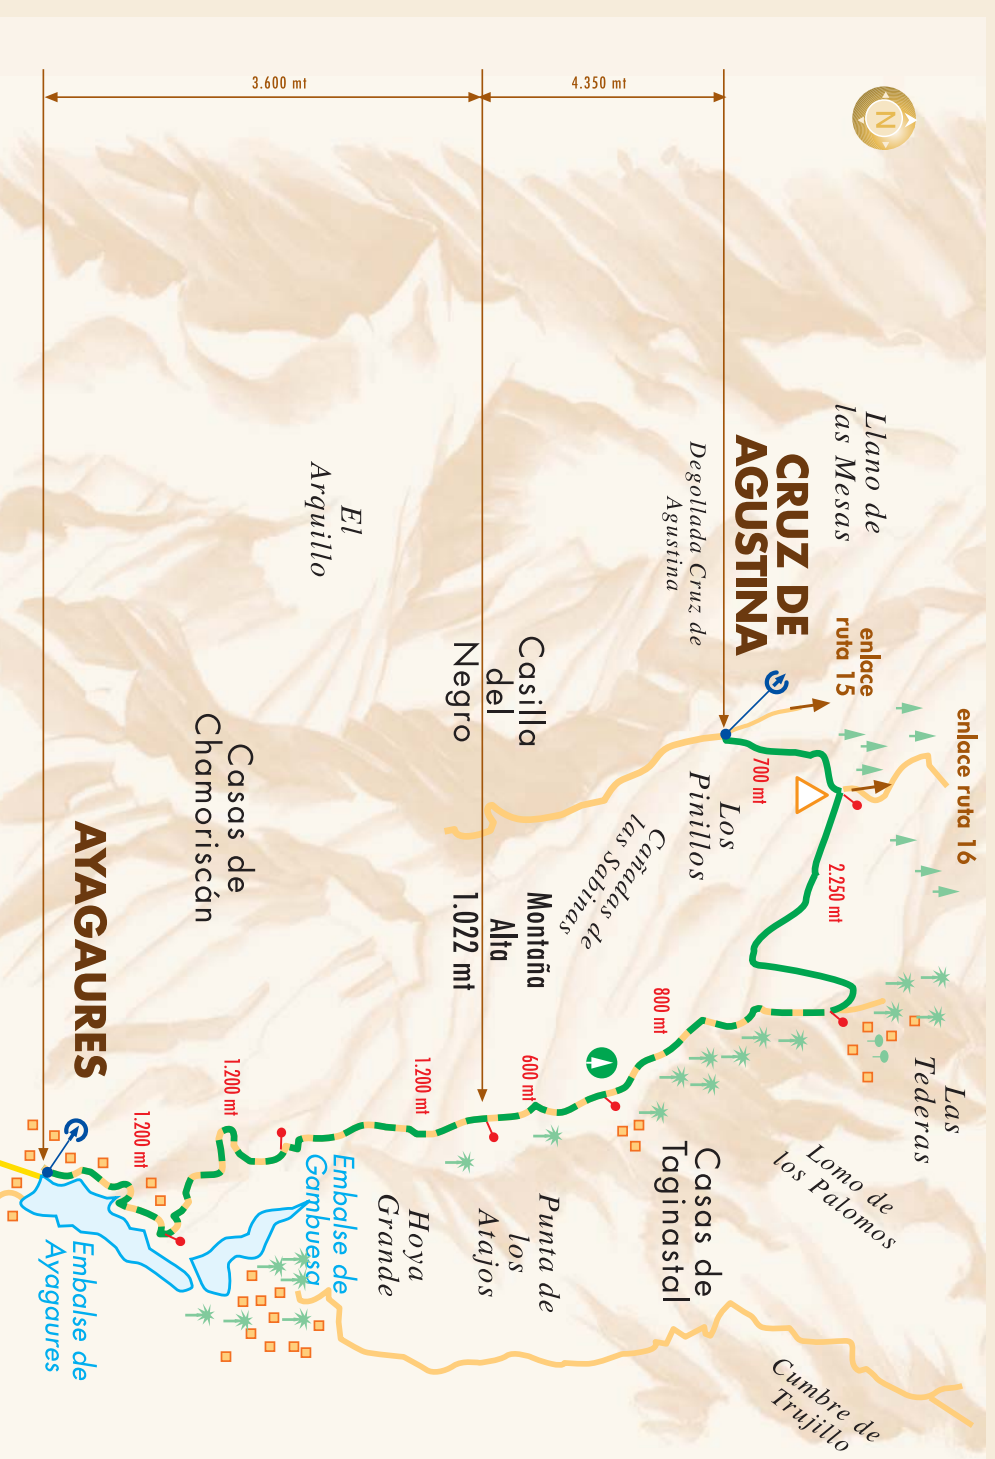 3.600 mt
4.350 mt
N
Llano de
las Mesas
CRUZ DE
AGUSTINA
Degollada Cruz de
Agustina
El
Arquillo
enlace
ruta 15
enlace ruta 16
Casilla
del
Negro
700 mt
Los
Pinillos
Cañadas de
las Sabinas
2.250 mt
Casas de
Chamoriscán
AYAGAURES
Montaña
Alta
1.022 mt
800 mt
600 mt
1.200 mt
1.200 mt
1.200 mt
Las
Tederas
Lomo de
los Palomos
Casas de
Taginastal
Punta de
los
Atajos
Hoya
Grande
Embalse de
Gambuesa
Embalse de
Ayagaures
Cumbre de
Trujillo